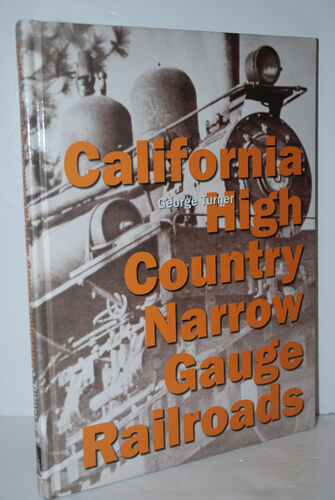 California
George Turner
High
Country
Narrow
Gauge
Railroads